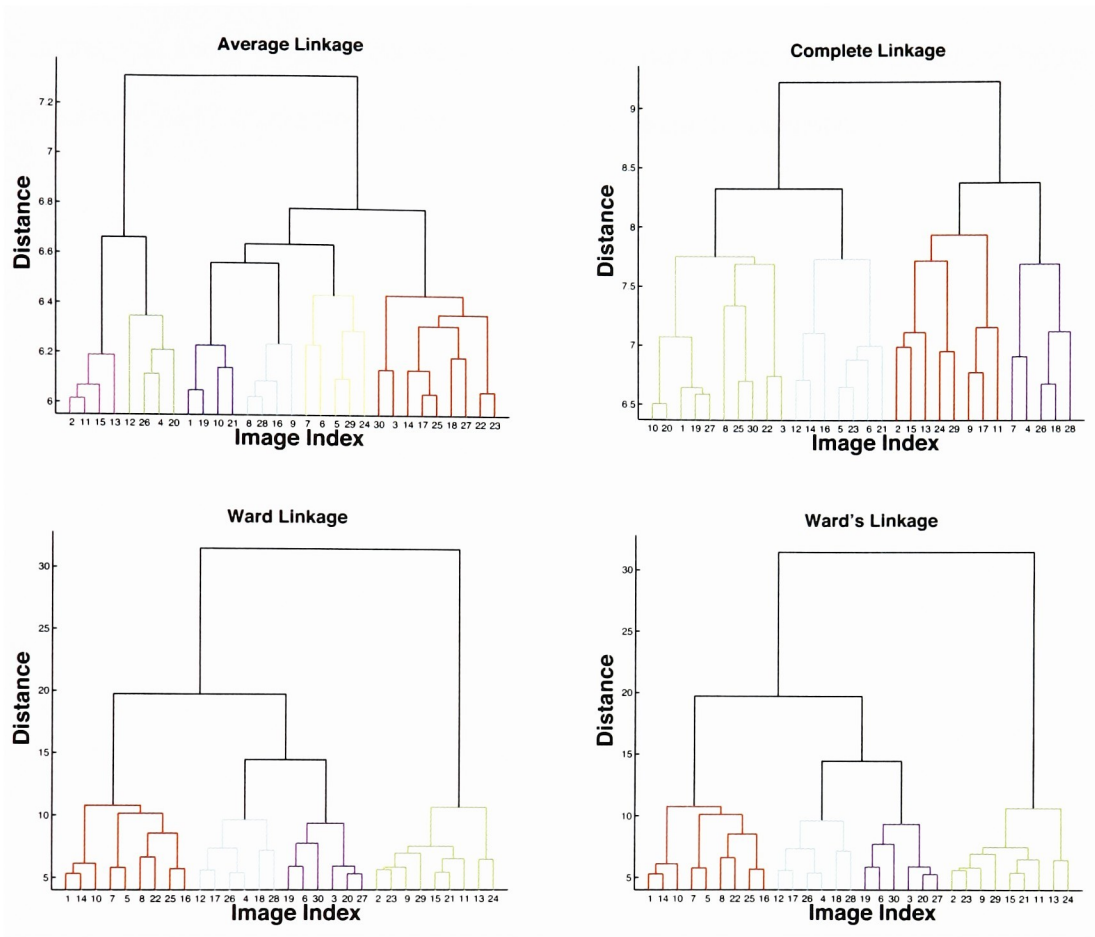 Average Linkage
7.2
7
6.8
6.6
6 4
6.2
6
Distance
2 11 15 13 12 26 4 20 1 19 10 21 8 28 16 9 7 6 5 29 24 30 3 14 17 25 18 27 22 23
Image Index
Complete Linkage
9
8.5
8
7.5
7
6 5
Distance
10 20 1 19 27 8 25 30 22 3 12 14 16 5 23 6 21 2 15 13 24 29 9 17 11 7 4 26 18 28
Image Index
Ward Linkage
30
25
20
15
10
5
Distance
1 14 10 7 5 8 22 25 16 12 17 26 4 18 28 19 6 30 3 20 27 2 23 9 29 15 21 11 13 24
Image Index
Ward's Linkage
30
25
20
15
10
5
Distance
1 14 10 7 5 8 22 25 16 12 17 26 4 18 28 19 6 30 3 20 27 2 23 9 29 15 21 11 13 24
Image Index